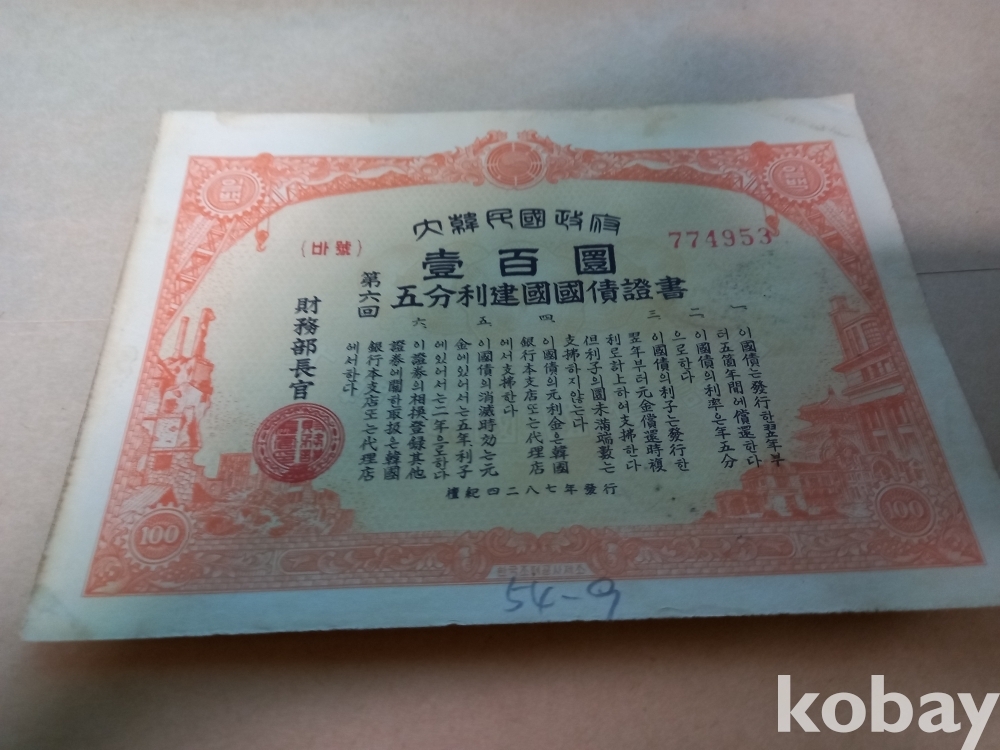 大韓民國政府
774953
壹百圜
五分利建國國債證書
第六回
一 이國債는發行하翌年부
터五箇年間에償還한다
二 이國債의利率은年五分
으로한다
三 이國債의利子는發行한
翌年부터元金償還時複
利로計上하여支拂한다
但利子의圜未滿端數는
支拂하지않는다
四 이國債의元利金은韓國
銀行本支店또는代理店
에서支拂한다
五 이國債의消滅時効는元
金에있어서는五年利子
에있어서는二年으로한다
六 이證券의相換登錄其他
證券에關한取扱은韓國
銀行本支店또는代理店
에서한다
財務部長官
檀紀四二八七年發行
100
100
54-9
kobay